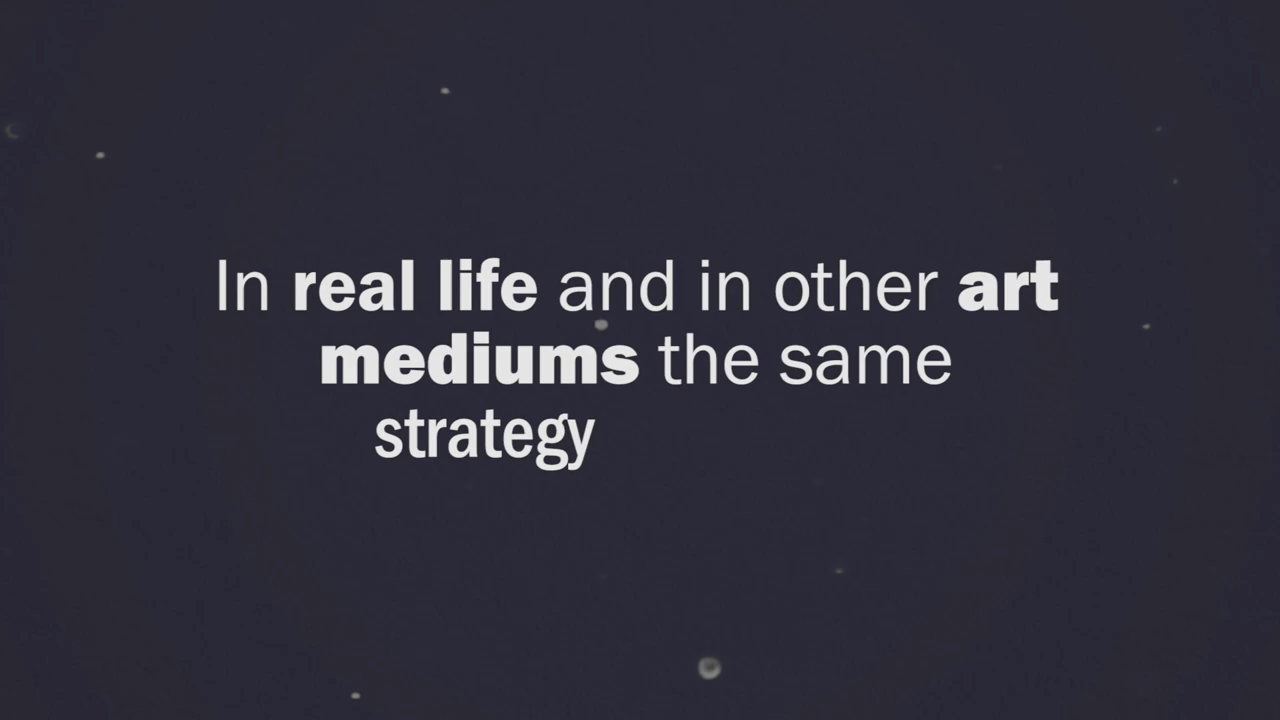 In real life and in other art
mediums the same
strategy